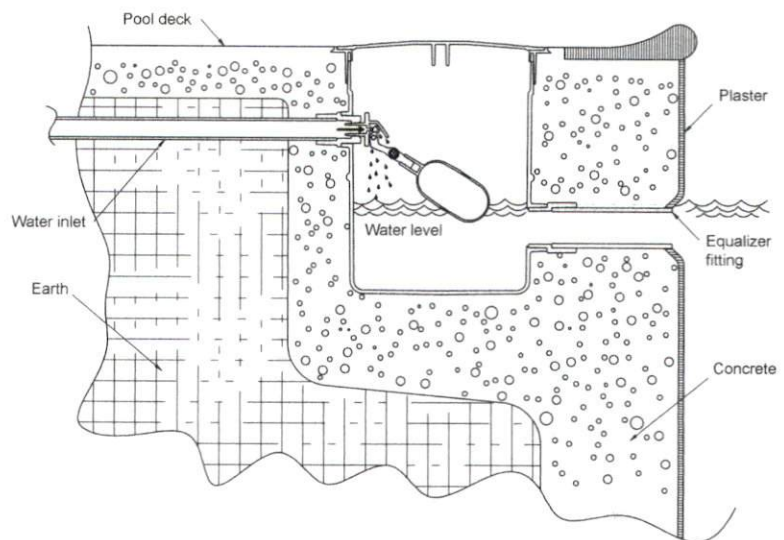 Pool deck
Plaster
Water inlet
Water level
Equalizer
fitting
Earth
Concrete